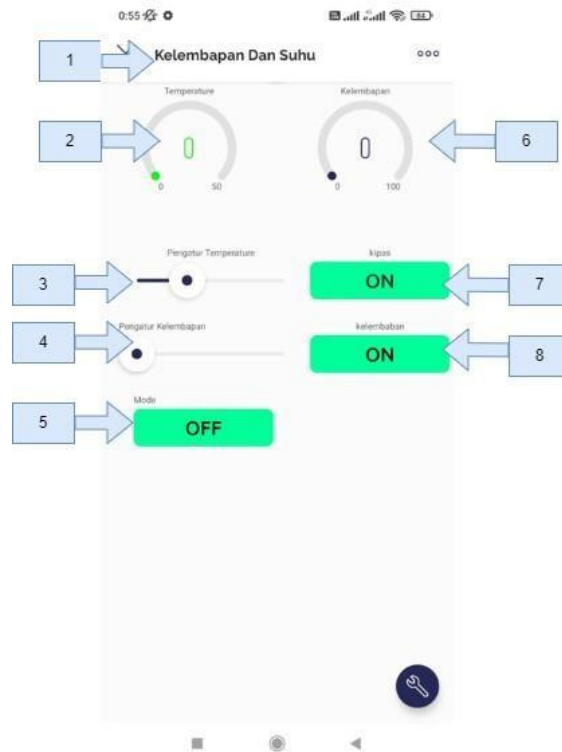 0:55 84
1 Kelembapan Dan Suhu
Temperature Kelembapan
2 0 0 6
0 50 0 100
Pengatur Temperature kipas
3 ON 7
Pengatur Kelembapan kelembaban
4 ON 8
Mode
5 OFF